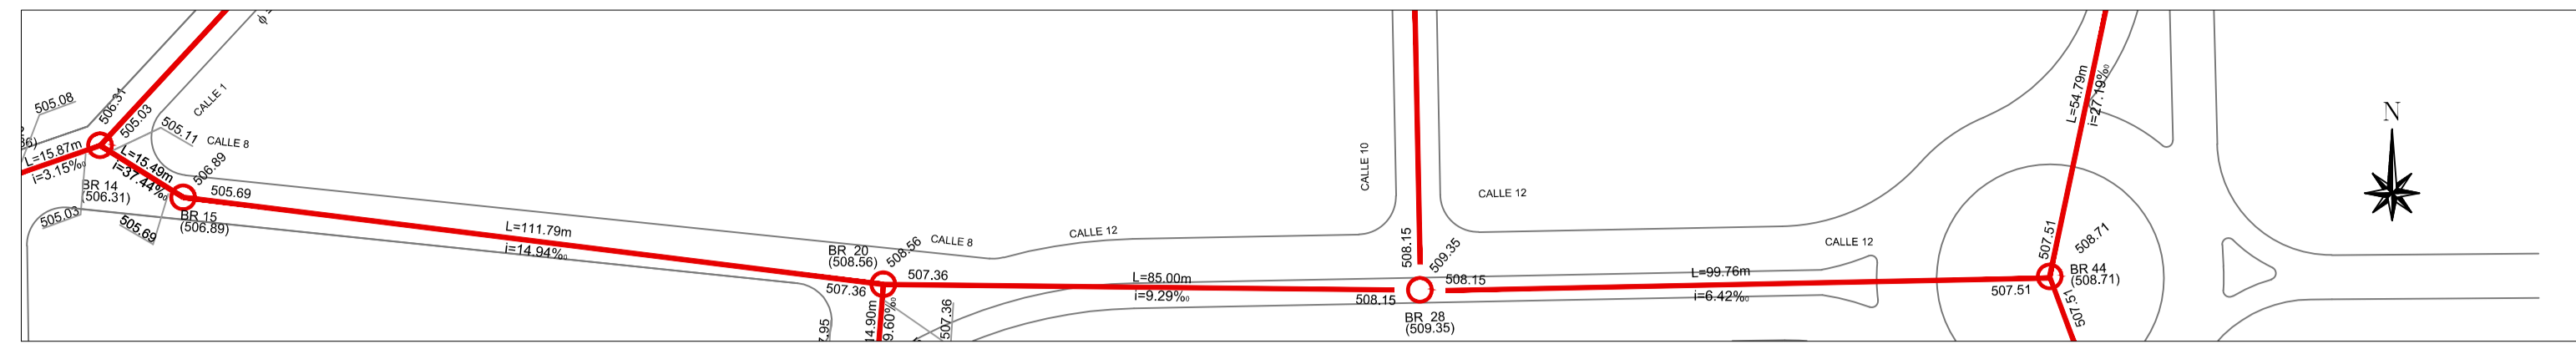 505.08
506.31
505.03
CALLE 1
505.11
CALLE 8
L=15.87m
i=3.15‰
L=15.49m
i=37.44‰
506.89
505.69
BR 14
(506.31)
505.03
505.69
BR 15
(506.89)
L=111.79m
i=14.94‰
BR 20
(508.56)
508.56
CALLE 8
507.36
507.36
507.36
CALLE 12
L=85.00m
i=9.29‰
CALLE 10
508.15
509.35
508.15
508.15
BR 28
(509.35)
CALLE 12
L=99.76m
i=6.42‰
CALLE 12
L=54.79m
i=27.19‰
507.51
508.71
BR 44
(508.71)
507.51
507.51
N